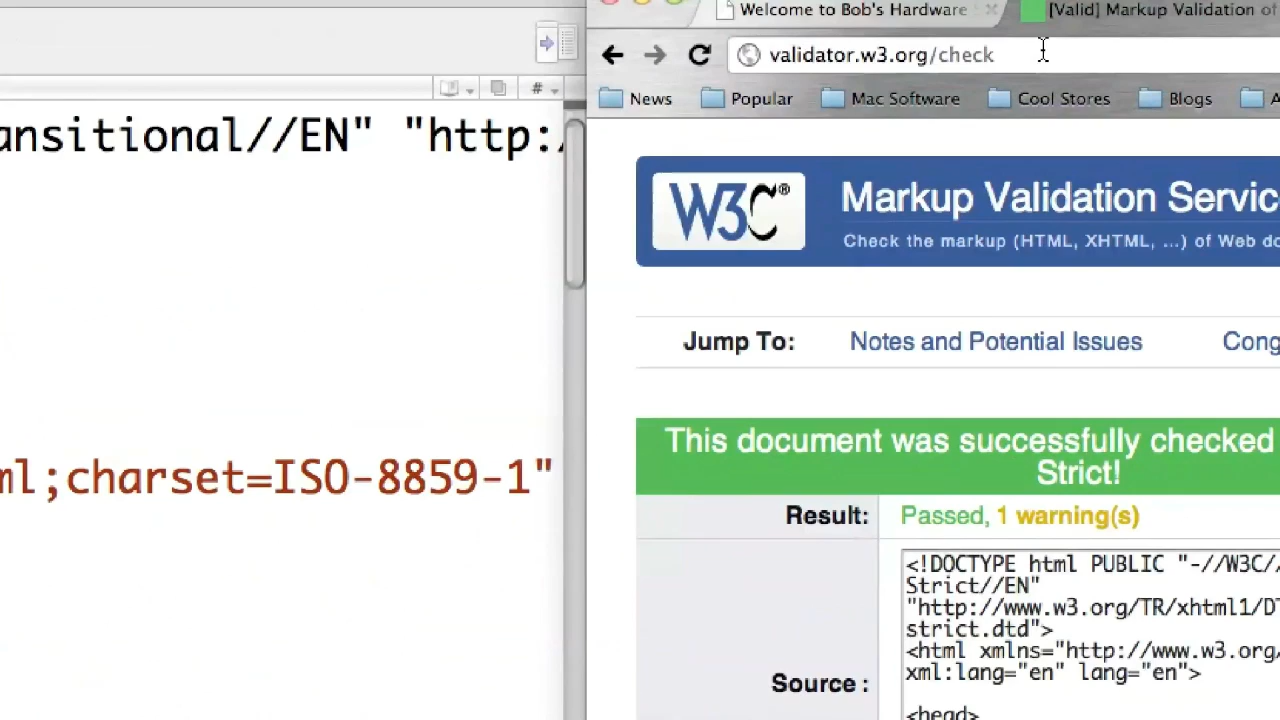 Welcome to Bob's Hardware
[Valid] Markup Validation of
validator.w3.org/check
News
Popular
Mac Software
Cool Stores
Blogs
#
ansitional//EN" "http:/
W3C®
Markup Validation Servic
Check the markup (HTML, XHTML, …) of Web do
Jump To:
Notes and Potential Issues
Cong
This document was successfully checked
Strict!
ml;charset=ISO-8859-1"
Result:
Passed, 1 warning(s)
Source :
<!DOCTYPE html PUBLIC "-//W3C//
Strict//EN"
"http://www.w3.org/TR/xhtml1/DT
strict.dtd">
<html xmlns="http://www.w3.org/
xml:lang="en" lang="en">
<head>